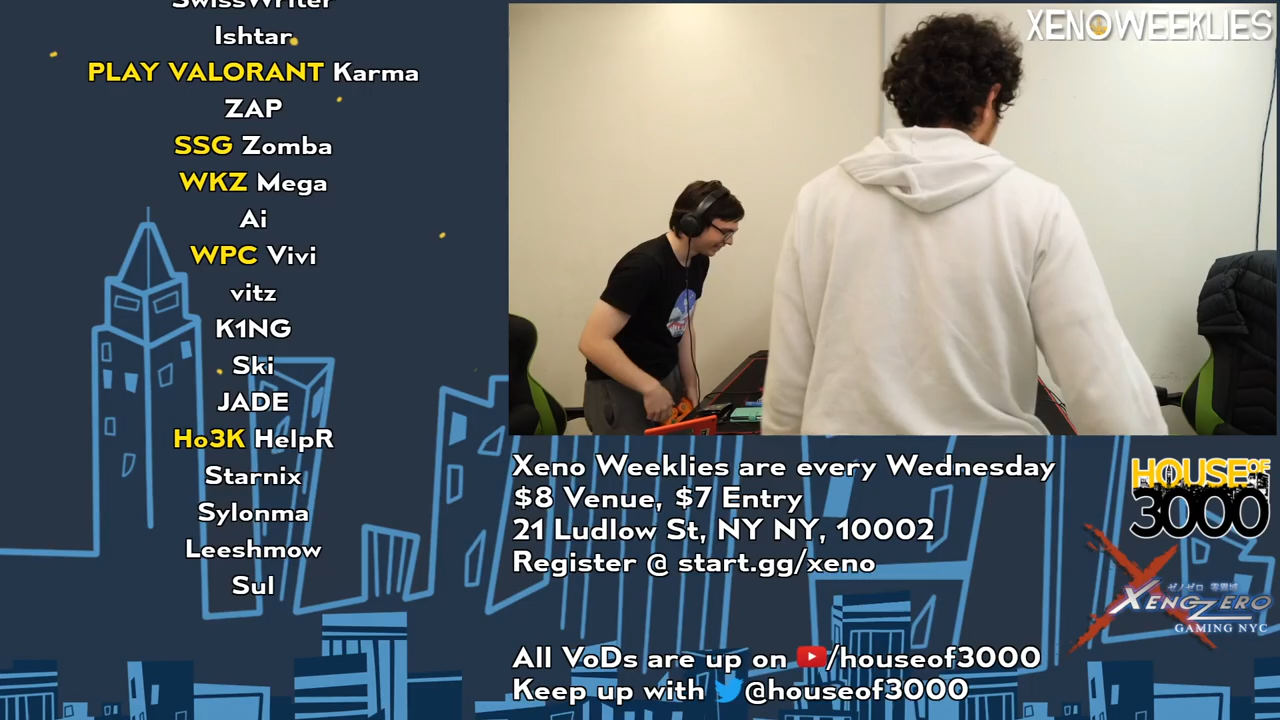 SwissWriter
Ishtar
PLAY VALORANT Karma
ZAP
SSG Zomba
WKZ Mega
Ai
WPC Vivi
vitz
K1NG
Ski
JADE
Ho3K HelpR
Starnix
Sylonma
Leeshmow
Sul
XENOWEEKLIES
Xeno Weeklies are every Wednesday
$8 Venue, $7 Entry
21 Ludlow St, NY NY, 10002
Register @ start.gg/xeno
All VoDs are up on /houseof3000
Keep up with @houseof3000
HOUSE OF
3000
XENOZERO
GAMING NYC